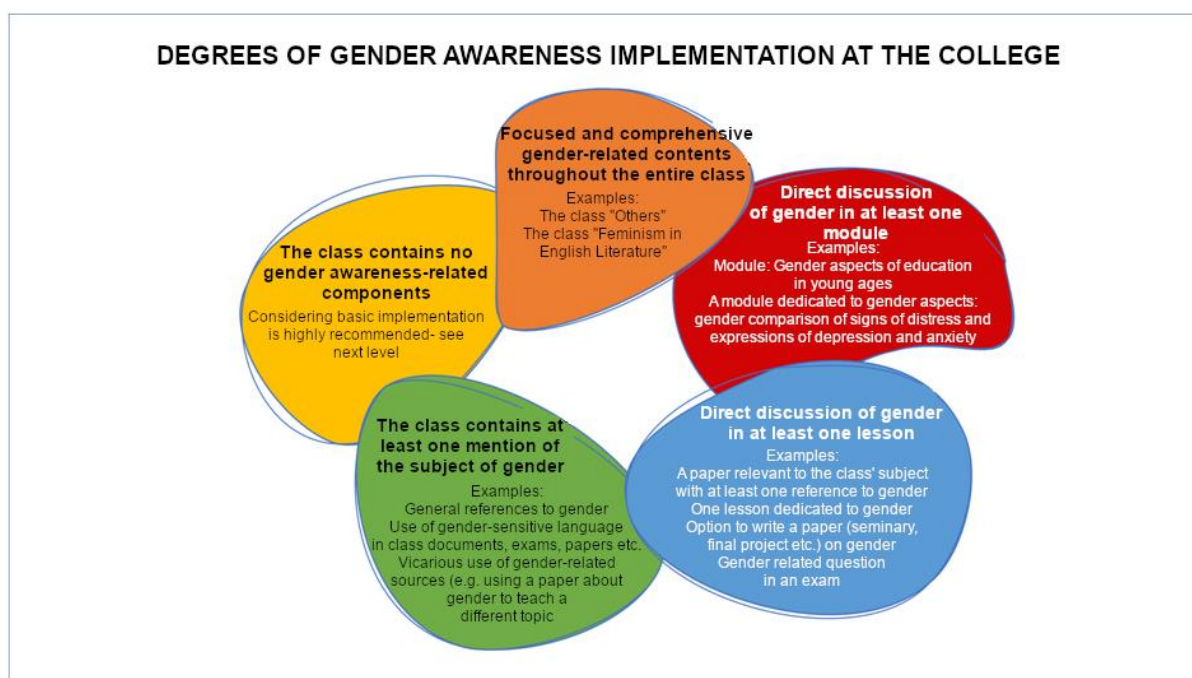 DEGREES OF GENDER AWARENESS IMPLEMENTATION AT THE COLLEGE
Focused and comprehensive
gender-related contents
throughout the entire class
Examples:
The class "Others"
The class "Feminism in
English Literature"
Direct discussion
of gender in at least one
module
Examples:
Module: Gender aspects of education
in young ages
A module dedicated to gender aspects:
gender comparison of signs of distress and
expressions of depression and anxiety
Direct discussion of gender
in at least one lesson
Examples:
A paper relevant to the class' subject
with at least one reference to gender
One lesson dedicated to gender
Option to write a paper (seminary,
final project etc.) on gender
Gender related question
in an exam
The class contains at
least one mention of
the subject of gender
Examples:
General references to gender
Use of gender-sensitive language
in class documents, exams, papers etc.
Vicarious use of gender-related
sources (e.g. using a paper about
gender to teach a
different topic
The class contains no
gender awareness-related
components
Considering basic implementation
is highly recommended- see
next level